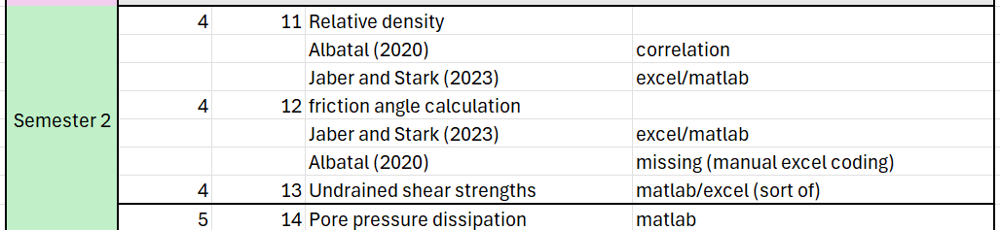 4 11 Relative density
Albatal (2020) correlation
Jaber and Stark (2023) excel/matlab
4 12 friction angle calculation
Semester 2
Jaber and Stark (2023) excel/matlab
Albatal (2020) missing (manual excel coding)
4 13 Undrained shear strengths matlab/excel (sort of)
5 14 Pore pressure dissipation matlab